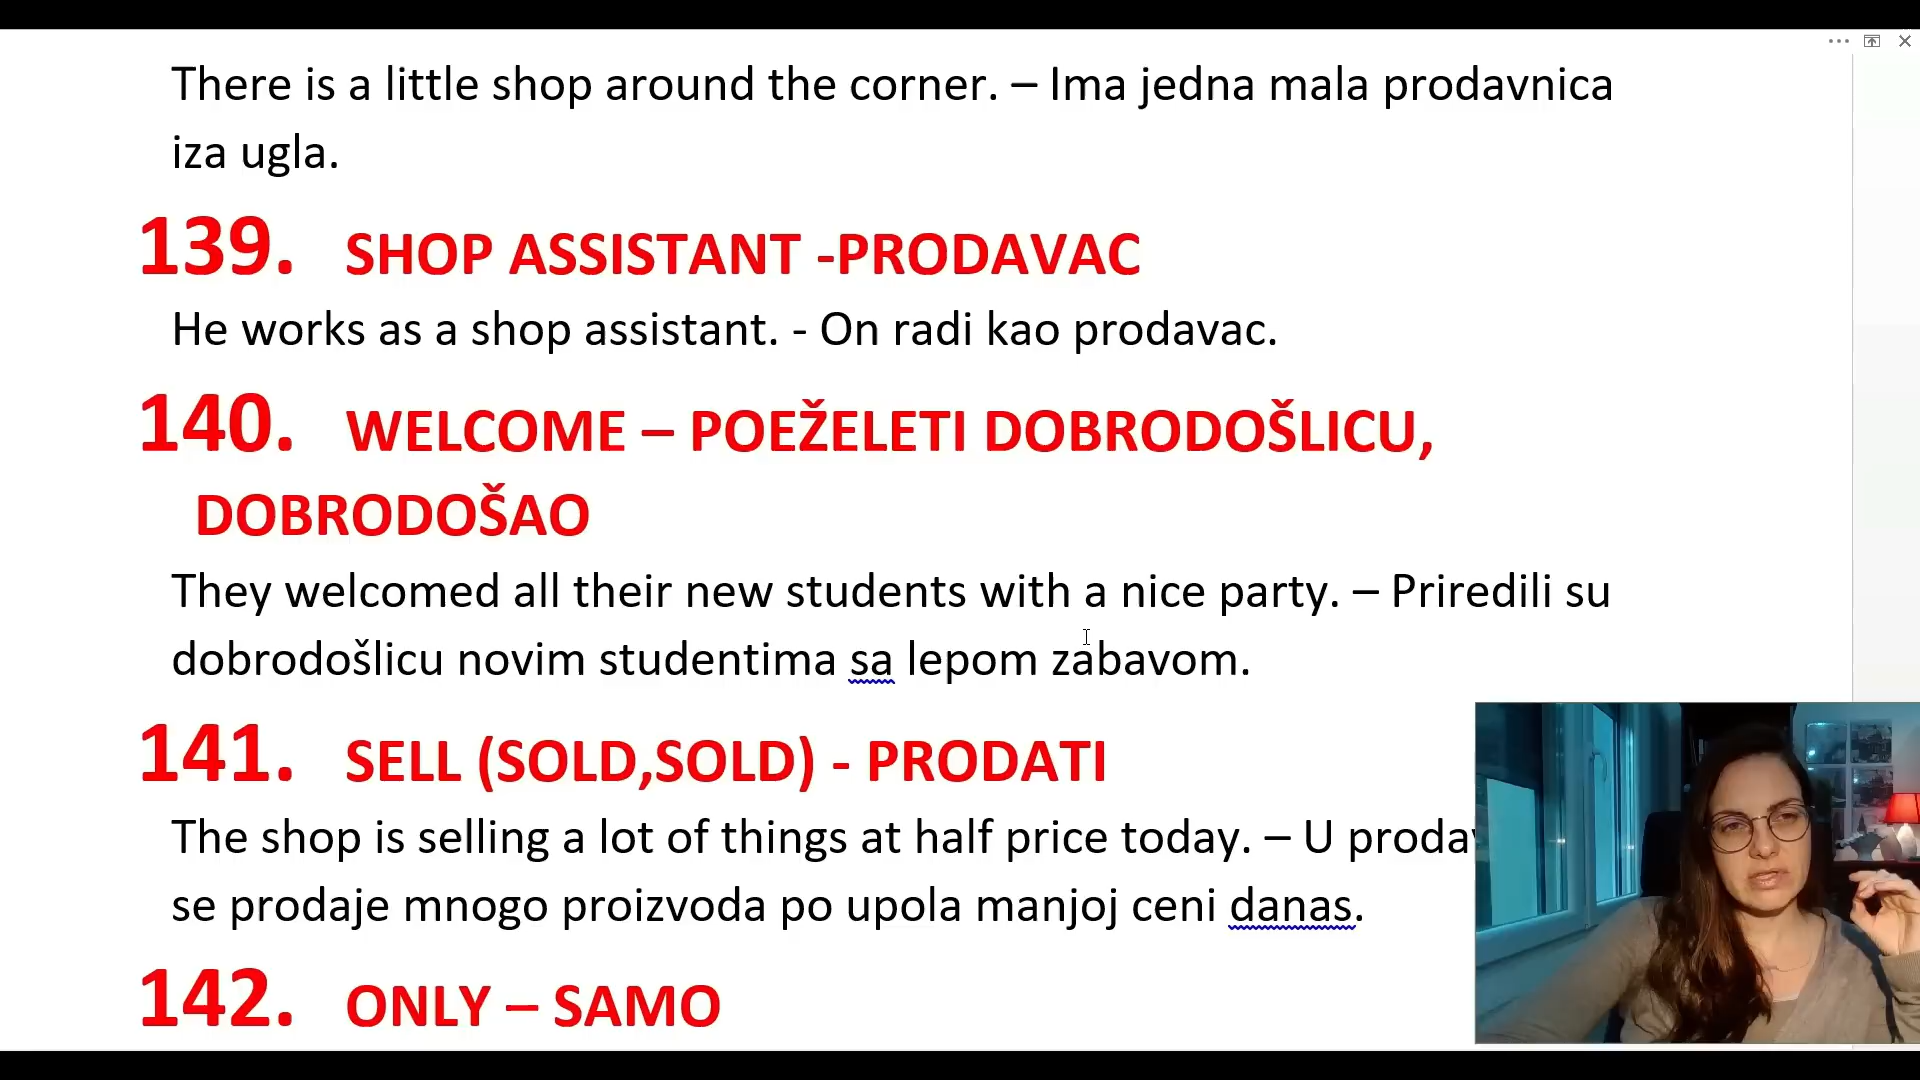 There is a little shop around the corner. – Ima jedna mala prodavnica
iza ugla.
139. SHOP ASSISTANT -PRODAVAC
He works as a shop assistant. - On radi kao prodavac.
140. WELCOME – POEŽELETI DOBRODOŠLICU,
DOBRODOŠAO
They welcomed all their new students with a nice party. – Priredili su
dobrodošlicu novim studentima sa lepom zabavom.
141. SELL (SOLD,SOLD) - PRODATI
The shop is selling a lot of things at half price today. – U
se prodaje mnogo proizvoda po upola manjoj ceni danas.
142. ONLY – SAMO